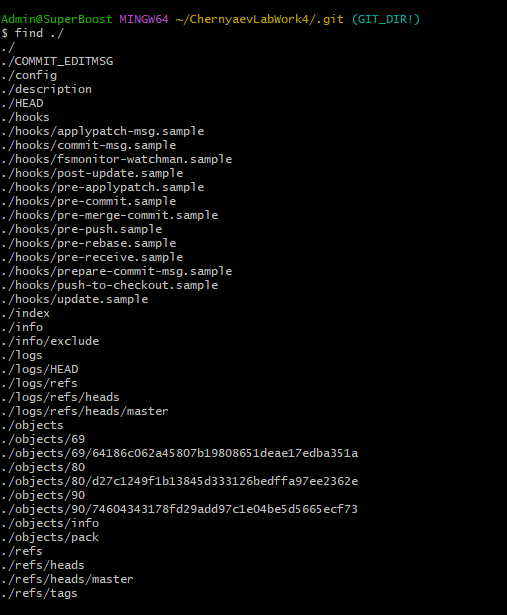 Admin@SuperBoost MINGW64 ~/ChernyaevLabWork4/.git (GIT_DIR!)
$ find ./
./
./COMMIT_EDITMSG
./config
./description
./HEAD
./hooks
./hooks/applypatch-msg.sample
./hooks/commit-msg.sample
./hooks/fsmonitor-watchman.sample
./hooks/post-update.sample
./hooks/pre-applypatch.sample
./hooks/pre-commit.sample
./hooks/pre-merge-commit.sample
./hooks/pre-push.sample
./hooks/pre-rebase.sample
./hooks/pre-receive.sample
./hooks/prepare-commit-msg.sample
./hooks/push-to-checkout.sample
./hooks/update.sample
./index
./info
./info/exclude
./logs
./logs/HEAD
./logs/refs
./logs/refs/heads
./logs/refs/heads/master
./objects
./objects/69
./objects/69/64186c062a45807b19808651deae17edba351a
./objects/80
./objects/80/d27c1249f1b13845d333126bedffa97ee2362e
./objects/90
./objects/90/74604343178fd29add97c1e04be5d5665ecf73
./objects/info
./objects/pack
./refs
./refs/heads
./refs/heads/master
./refs/tags